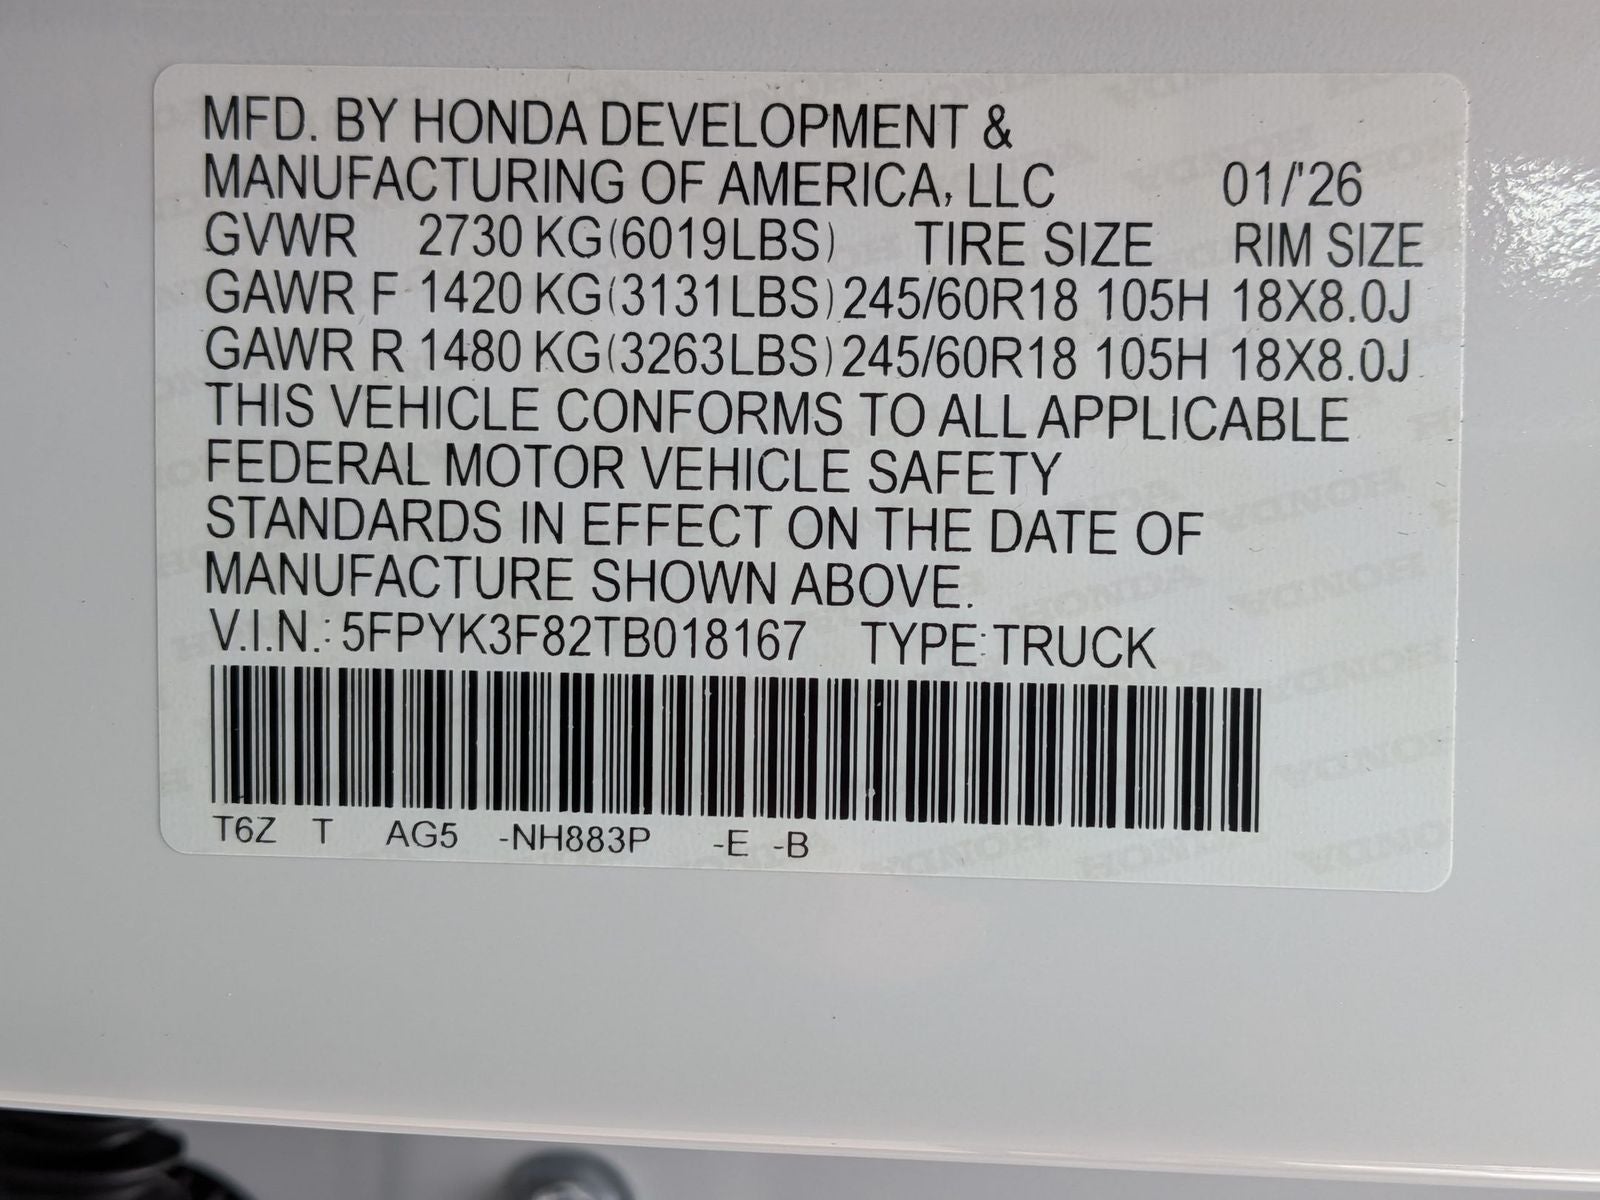 MFD. BY HONDA DEVELOPMENT &
MANUFACTURING OF AMERICA, LLC 01/'26
GVWR 2730 KG(6019LBS) TIRE SIZE RIM SIZE
GAWR F 1420 KG(3131LBS) 245/60R18 105H 18X8.0J
GAWR R 1480 KG(3263LBS) 245/60R18 105H 18X8.0J
THIS VEHICLE CONFORMS TO ALL APPLICABLE
FEDERAL MOTOR VEHICLE SAFETY
STANDARDS IN EFFECT ON THE DATE OF
MANUFACTURE SHOWN ABOVE.
V.I.N.: 5FPYK3F82TB018167 TYPE: TRUCK
T6Z T AG5 -NH883P -E -B